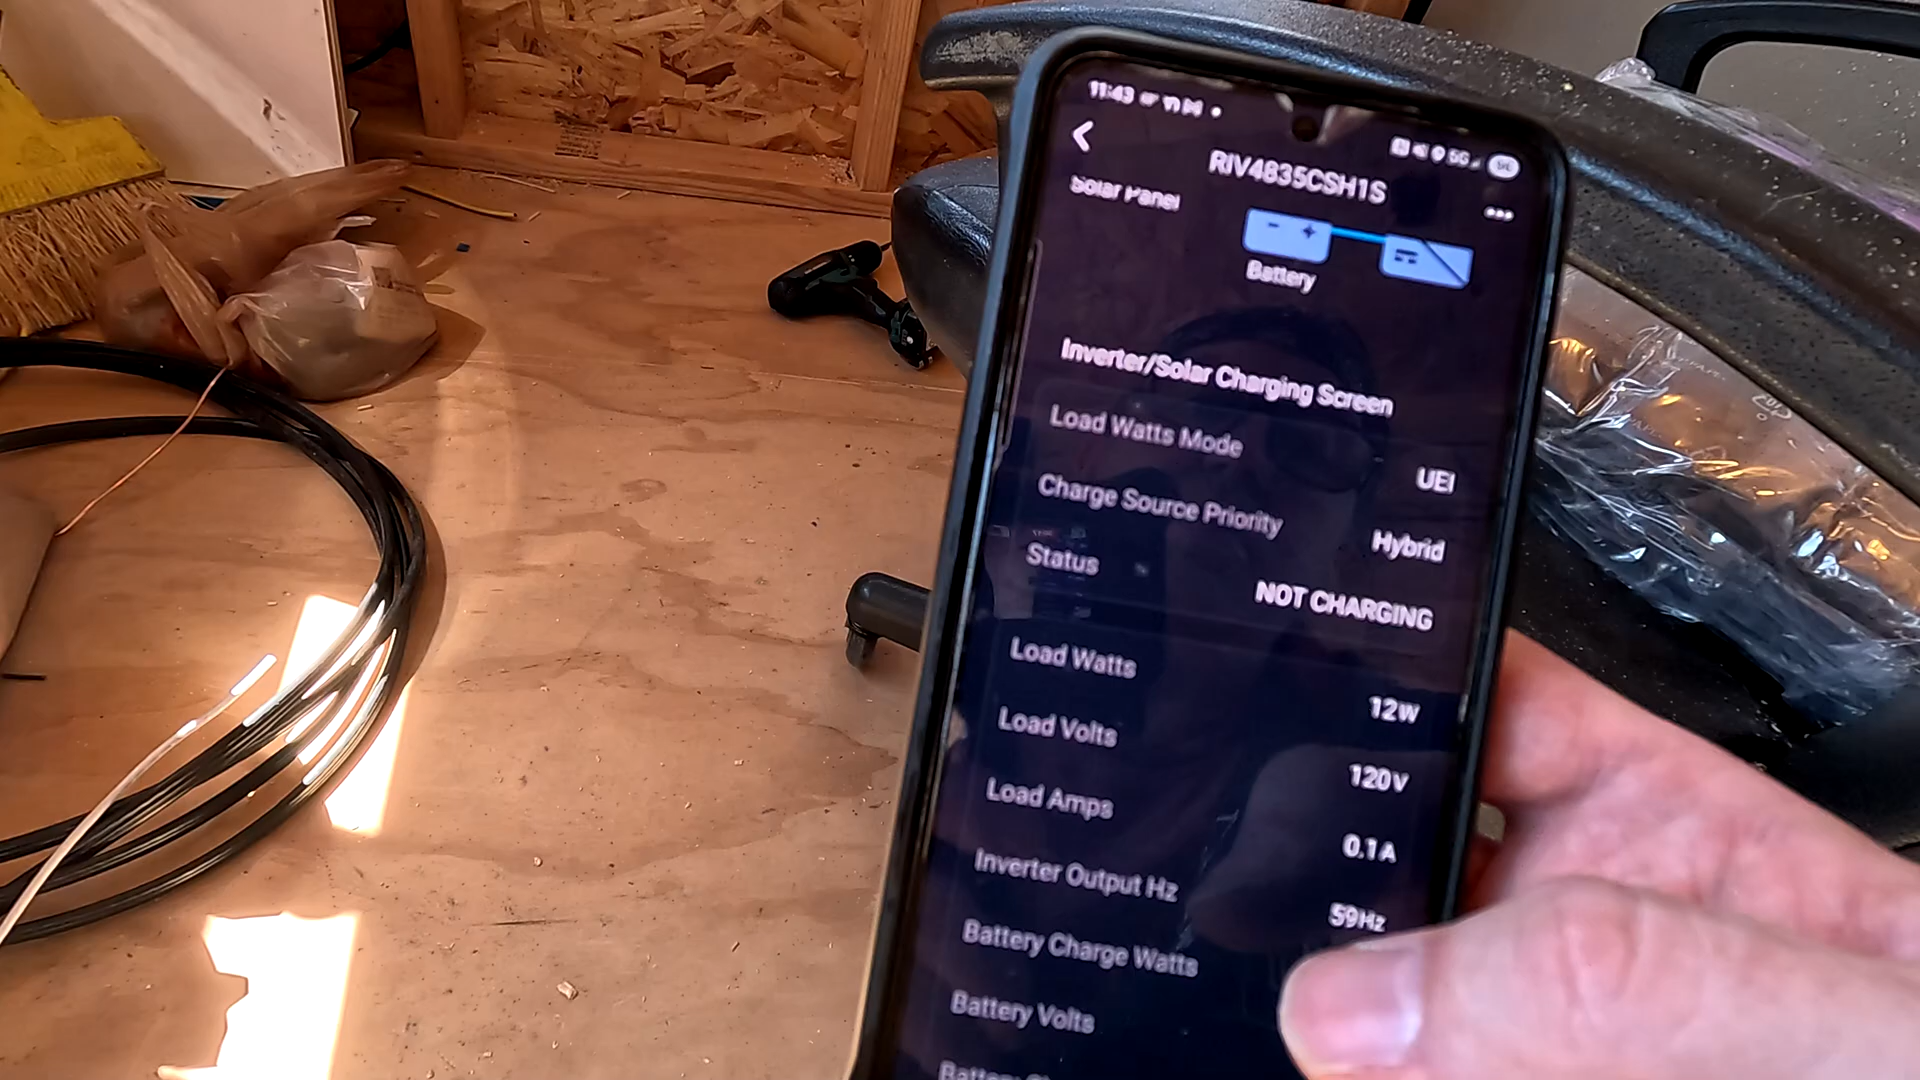 11:43
5G
RIV4835CSH1S
Solar Panel
Battery
Inverter/Solar Charging Screen
Load Watts Mode
UEI
Charge Source Priority
Hybrid
Status
NOT CHARGING
Load Watts
12W
Load Volts
120V
Load Amps
0.1A
Inverter Output Hz
59Hz
Battery Charge Watts
Battery Volts
Battery